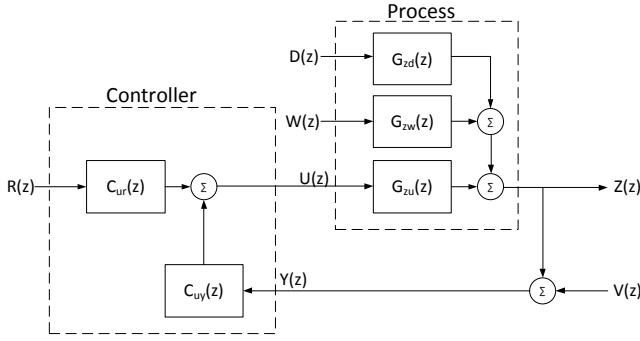 Process
D(z)
Gzd(z)
Controller
W(z)
Gzw(z)
Σ
R(z)
Cur(z)
Σ
U(z)
Gzu(z)
Σ
Z(z)
Cuy(z)
Y(z)
Σ
V(z)